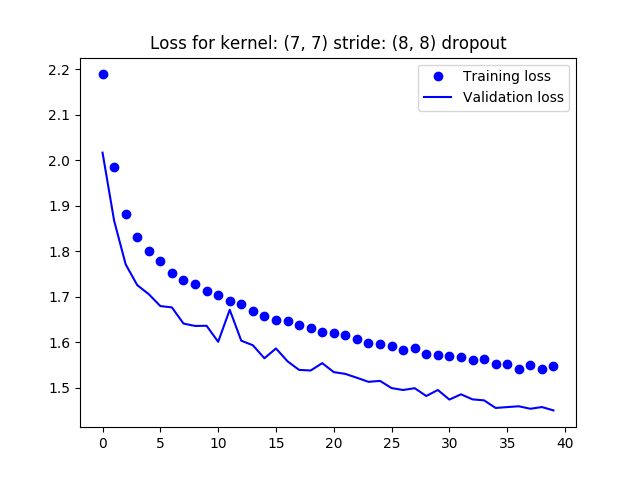 Loss for kernel: (7, 7) stride: (8, 8) dropout
Training loss
Validation loss
2.2
2.1
2.0
1.9
1.8
1.7
1.6
1.5
0 5 10 15 20 25 30 35 40